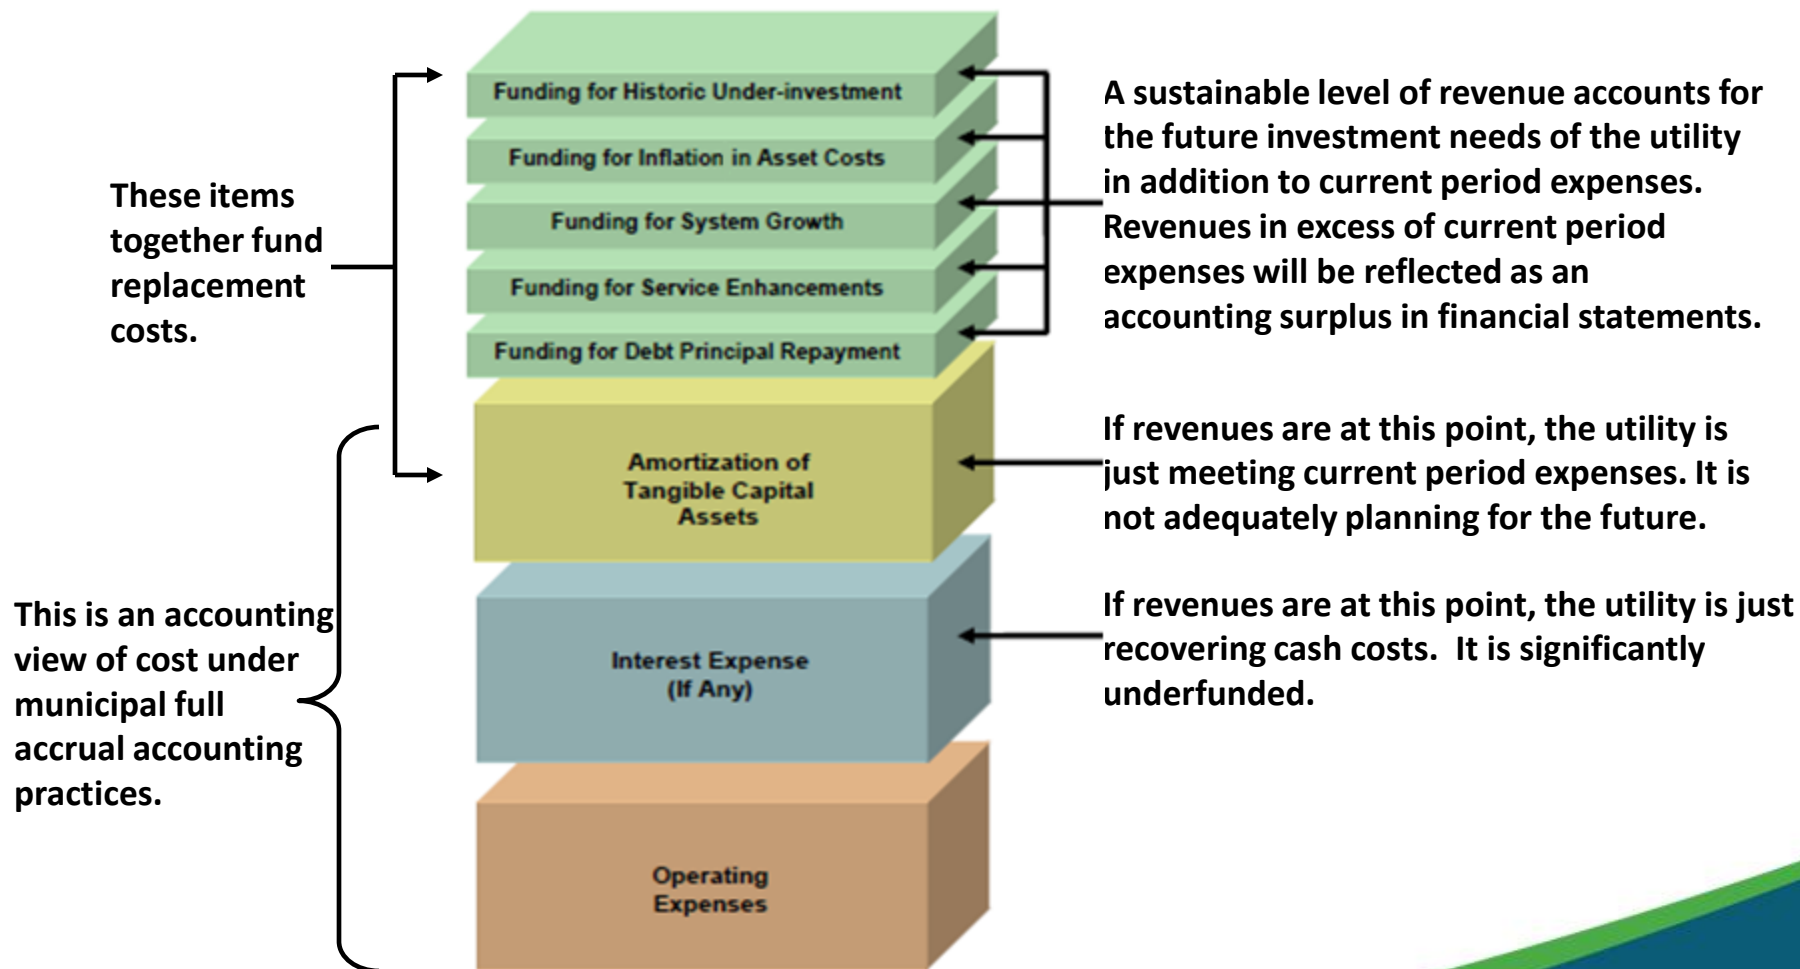 These items
together fund
replacement
costs.
This is an accounting
view of cost under
municipal full
accrual accounting
practices.
Funding for Historic Under-investment
Funding for Inflation in Asset Costs
Funding for System Growth
Funding for Service Enhancements
Funding for Debt Principal Repayment
Amortization of
Tangible Capital
Assets
Interest Expense
(If Any)
Operating
Expenses
A sustainable level of revenue accounts for
the future investment needs of the utility
in addition to current period expenses.
Revenues in excess of current period
expenses will be reflected as an
accounting surplus in financial statements.
If revenues are at this point, the utility is
just meeting current period expenses. It is
not adequately planning for the future.
If revenues are at this point, the utility is just
recovering cash costs.  It is significantly
underfunded.